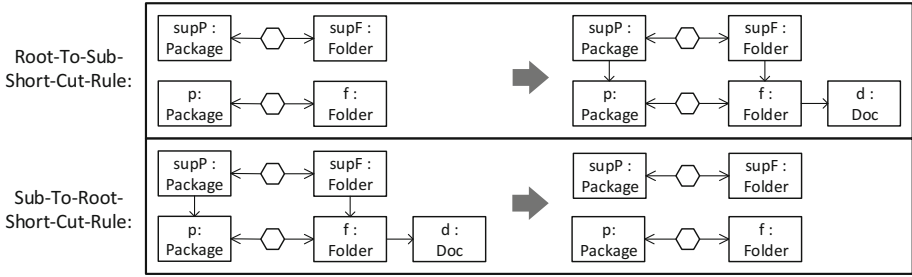 supP : supF : supP : supF :
Package Folder Package Folder
Root-To-Sub-
Short-Cut-Rule:
p: f : p: f : d :
Package Folder Package Folder Doc
supP : supF : supP : supF :
Package Folder Package Folder
Sub-To-Root-
Short-Cut-Rule:
p: f : d : p: f :
Package Folder Doc Package Folder